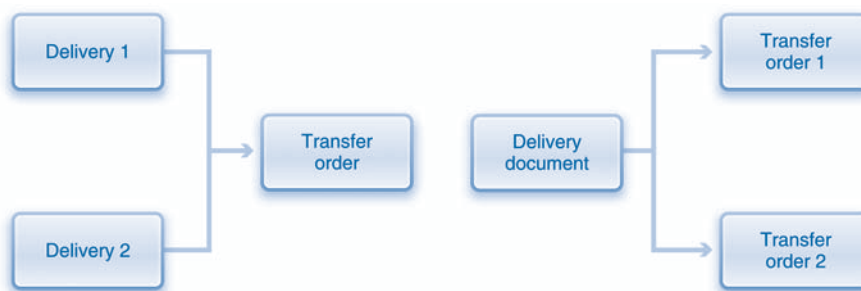 Delivery 1
Delivery 2
Transfer
order
Delivery
document
Transfer
order 1
Transfer
order 2